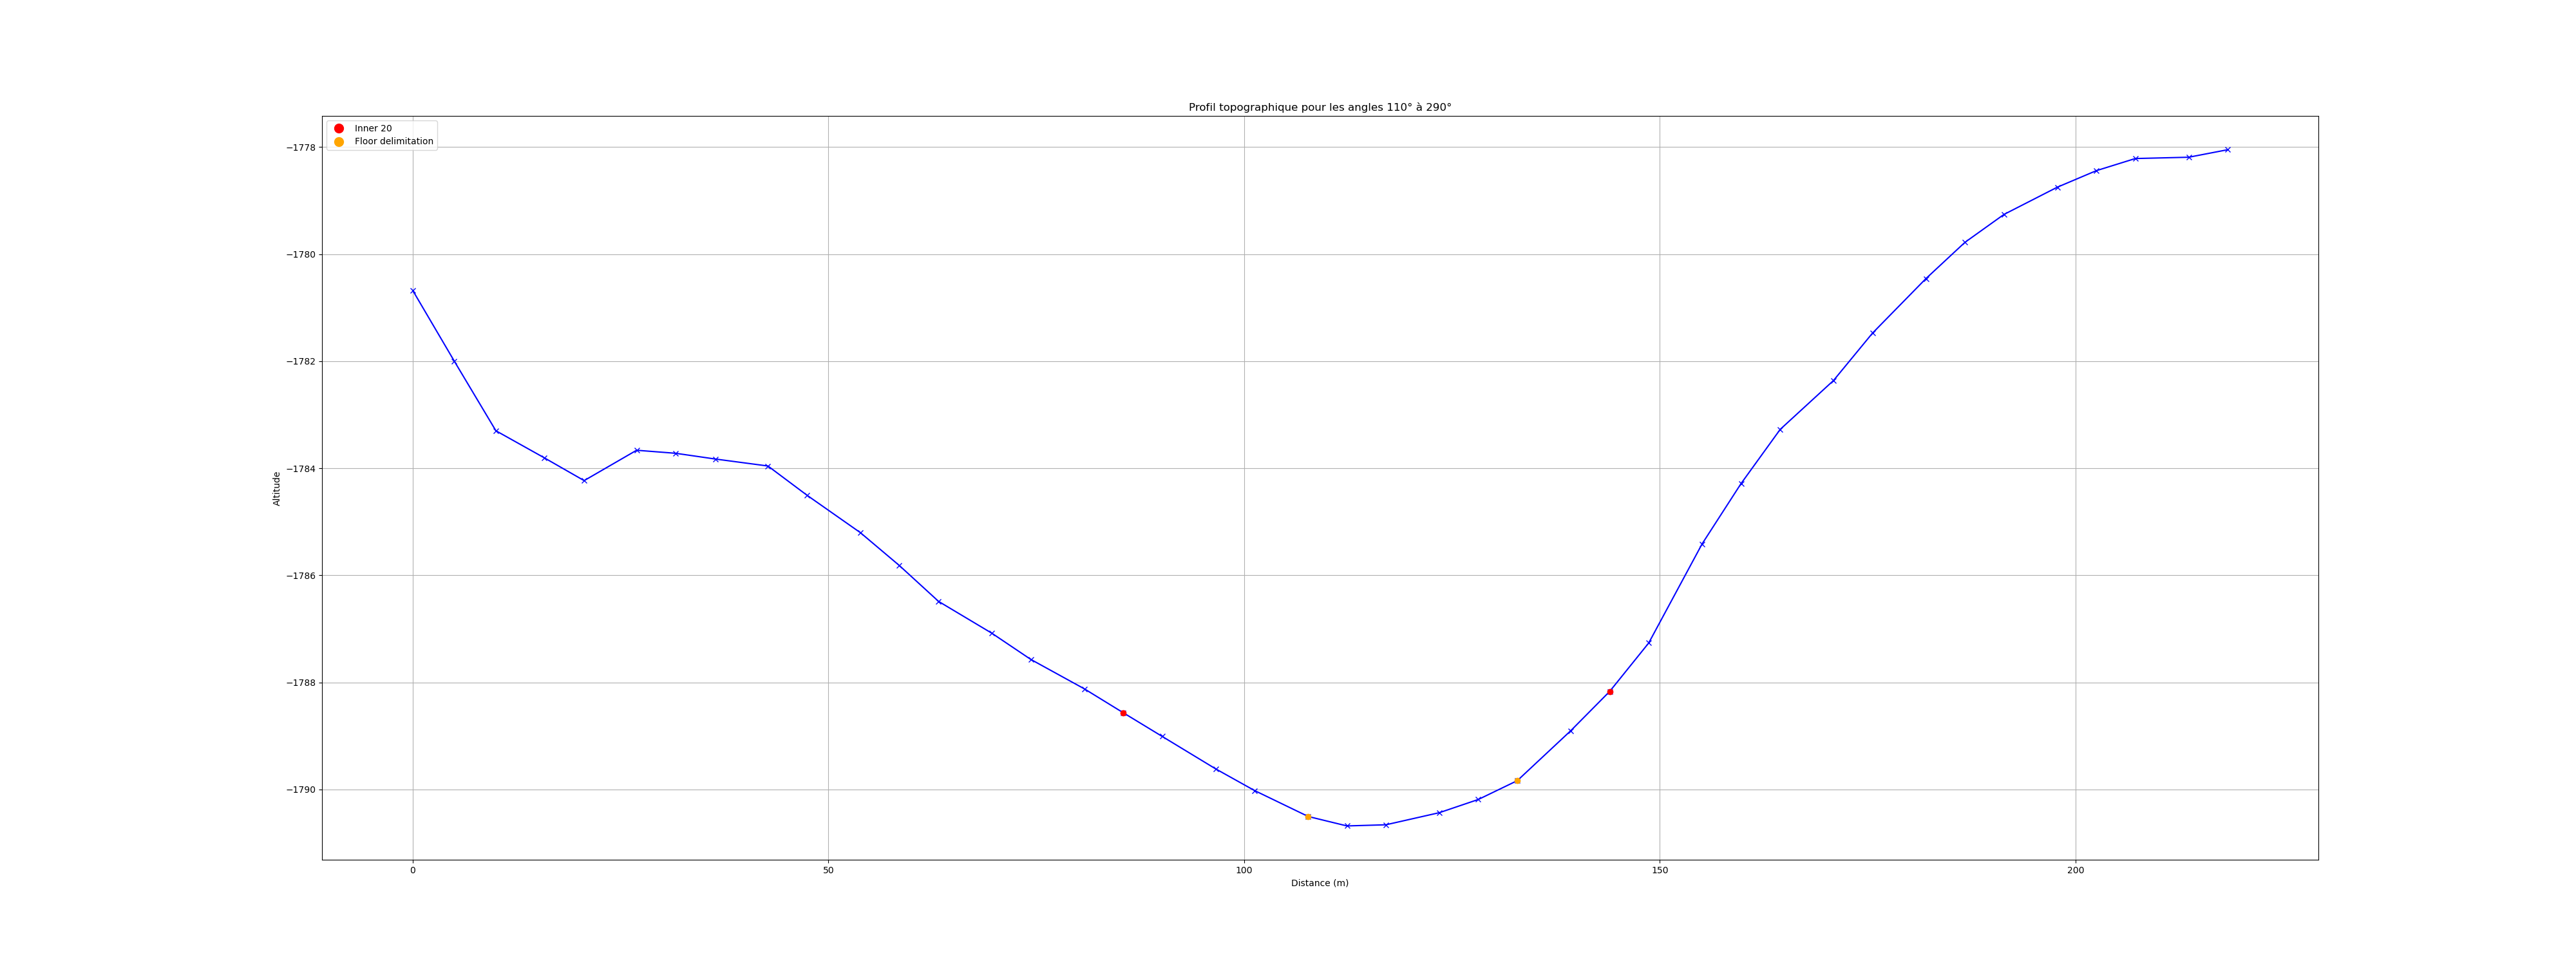 Profil topographique pour les angles 110° à 290°
Inner 20
Floor delimitation
−1778
−1780
−1782
−1784
−1786
−1788
−1790
Altitude
0 50 100 150 200
Distance (m)